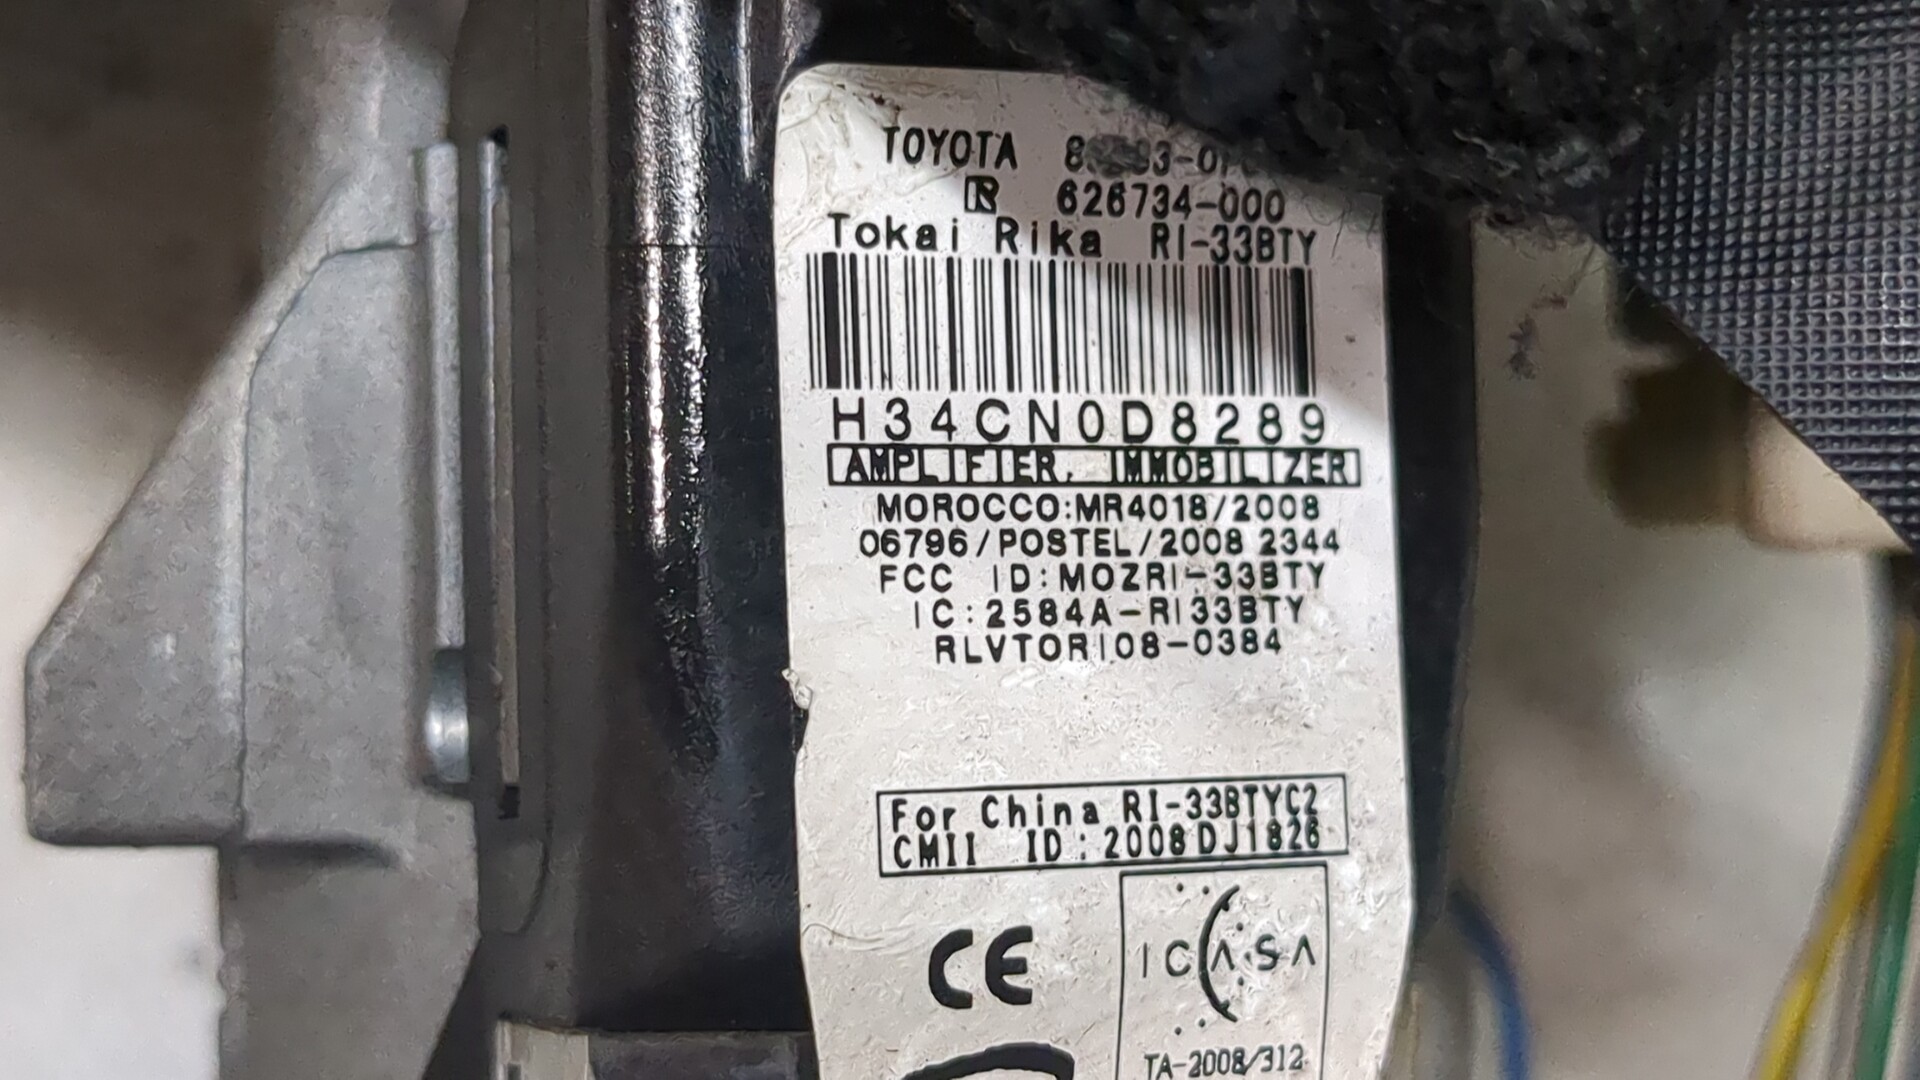 TOYOTA
R 626734-000
Tokai Rika RI-33BTY
H34CN0D8289
AMPLIFIER, IMMOBILIZER
MOROCCO:MR4018/2008
06796/POSTEL/2008 2344
FCC ID:MOZRI-33BTY
IC:2584A-RI33BTY
RLVTORI08-0384
For China RI-33BTYC2
CMII ID:2008DJ1826
CE
ICASA
TA-2008/312